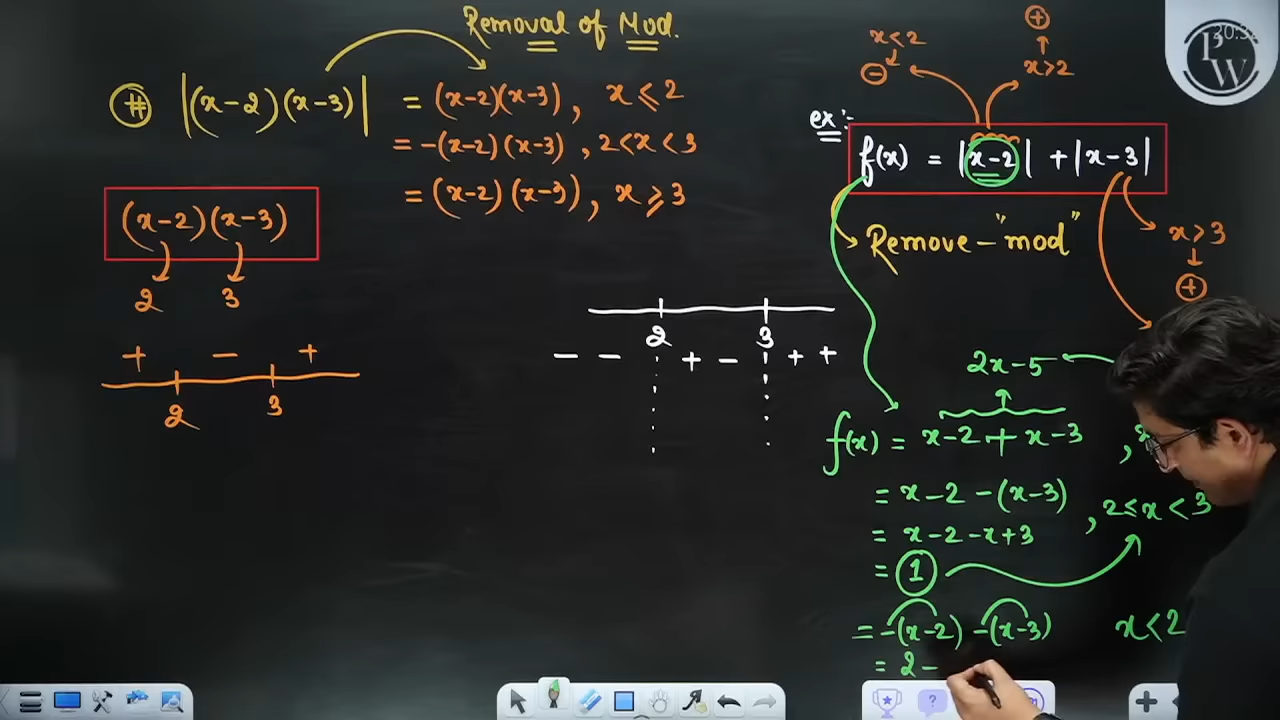 Removal of Mod.
# |(x-2)(x-3)| = (x-2)(x-3), x ⩽ 2
= -(x-2)(x-3), 2<x<3
= (x-2)(x-3), x ⩾ 3
(x-2)(x-3)
2 3
+ - +
2 3
2 3
- - + - + +
x<2
⊖
⊕
x>2
ex:-
f(x) = |x-2| + |x-3|
Remove - "mod"
x>3
⊕
2x-5
f(x) = x-2 + x-3 ,
= x-2 -(x-3)
, 2≤x<3
= x-2-x+3
= 1
= -(x-2) -(x-3) x<2
= 2-
PW